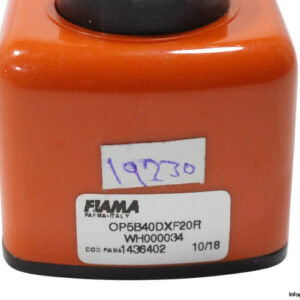 19230
FIAMA
PARMA-ITALY
OP5B40DXF20R
WH000034
COD FIAMA 1436402 10/18